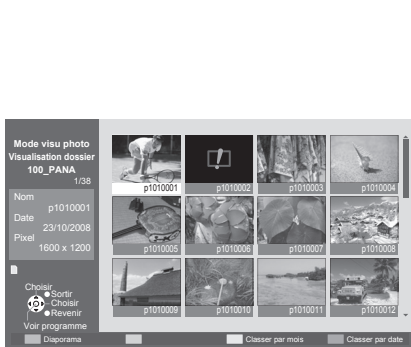 Mode visu photo
Visualisation dossier
100_PANA
1/38
Nom
p1010001
Date
23/10/2008
Pixel
1600 x 1200
Choisir
Sortir
Choisir
Revenir
Voir programme
p1010001 p1010002 p1010003 p1010004
p1010005 p1010006 p1010007 p1010008
p1010009 p1010010 p1010011 p1010012
Diaporama Classer par mois Classer par date